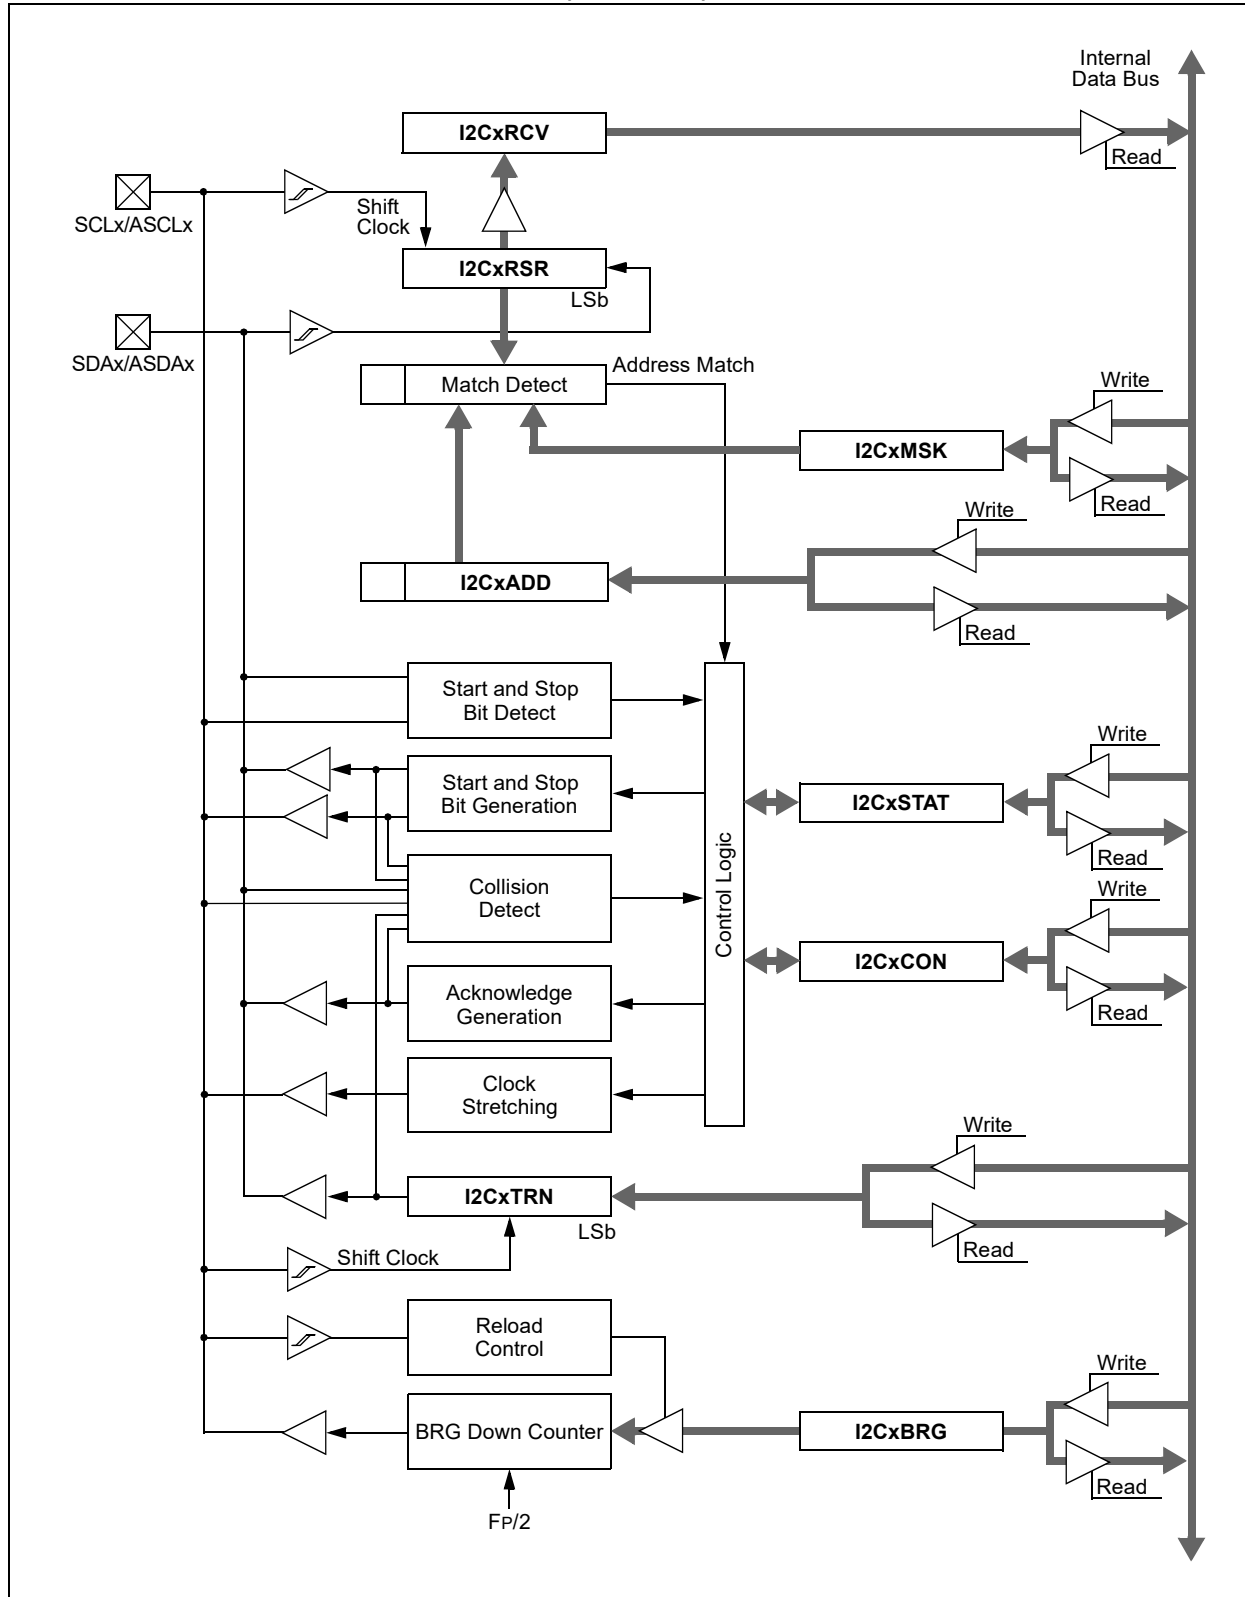 Internal
Data Bus
I2CxRCV
Read
SCLx/ASCLx
Shift
Clock
I2CxRSR
LSb
SDAx/ASDAx
Address Match
Match Detect
Write
I2CxMSK
Read
Write
I2CxADD
Read
Start and Stop
Bit Detect
Write
Start and Stop
Bit Generation
I2CxSTAT
Read
Control Logic
Collision
Detect
Write
I2CxCON
Acknowledge
Generation
Read
Clock
Stretching
Write
I2CxTRN
LSb
Read
Shift Clock
Reload
Control
Write
BRG Down Counter
I2CxBRG
Read
FP/2